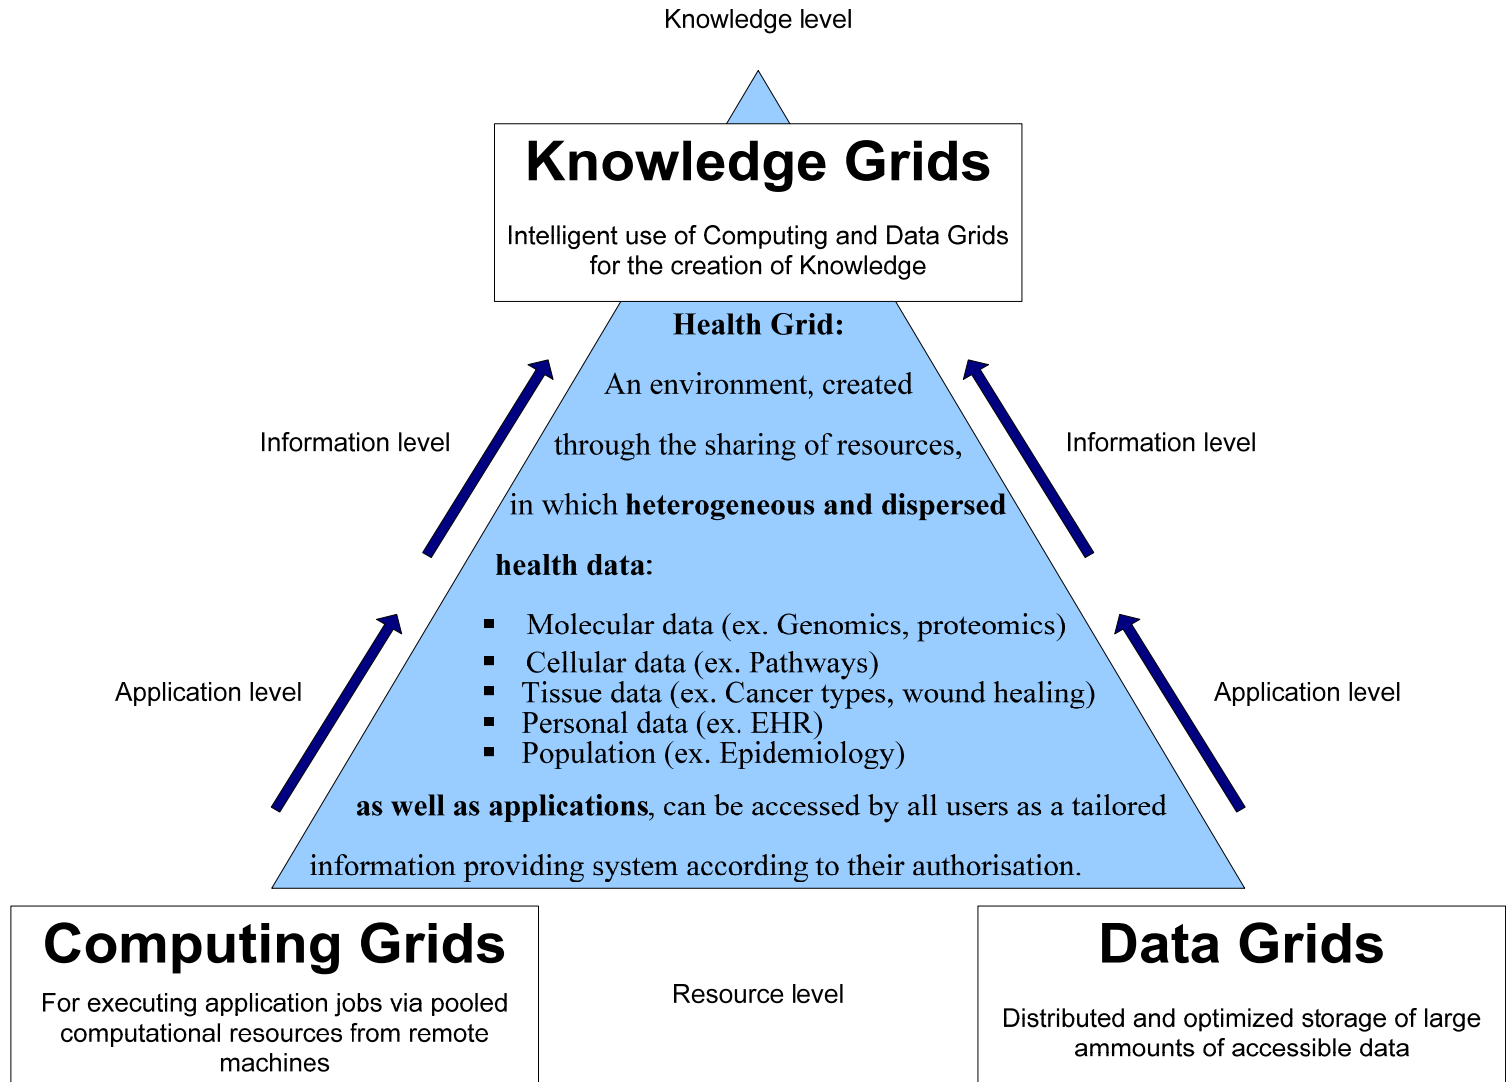 Knowledge level
Knowledge Grids
Intelligent use of Computing and Data Grids
for the creation of Knowledge
Health Grid:
An environment, created
through the sharing of resources,
in which heterogeneous and dispersed
health data:
▪ Molecular data (ex. Genomics, proteomics)
▪ Cellular data (ex. Pathways)
▪ Tissue data (ex. Cancer types, wound healing)
▪ Personal data (ex. EHR)
▪ Population (ex. Epidemiology)
as well as applications, can be accessed by all users as a tailored
information providing system according to their authorisation.
Information level
Information level
Application level
Application level
Computing Grids
For executing application jobs via pooled
computational resources from remote
machines
Resource level
Data Grids
Distributed and optimized storage of large
ammounts of accessible data